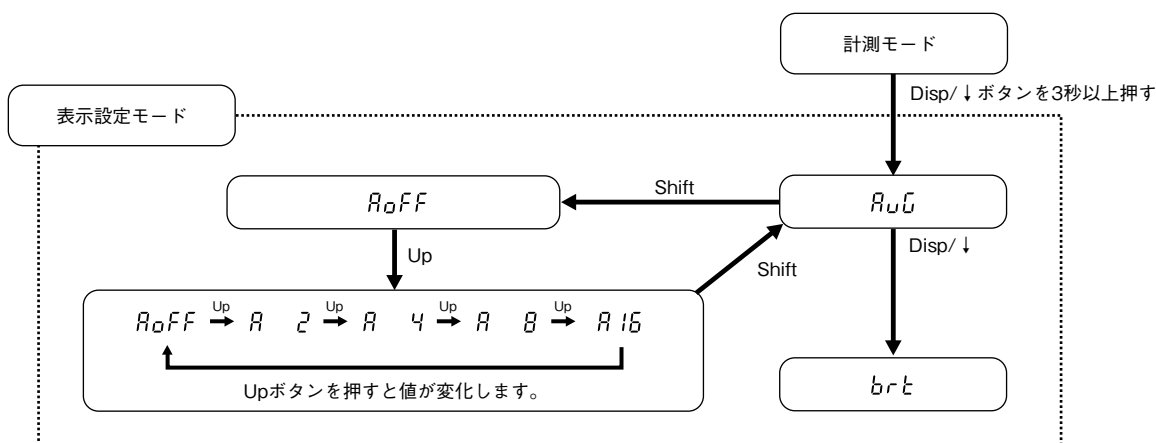 計測モード
Disp/↓ボタンを3秒以上押す
表示設定モード
AoFF
Shift
AvG
Up
Disp/↓
Shift
AoFF Up A 2 Up A 4 Up A 8 Up A16
Upボタンを押すと値が変化します。
brt